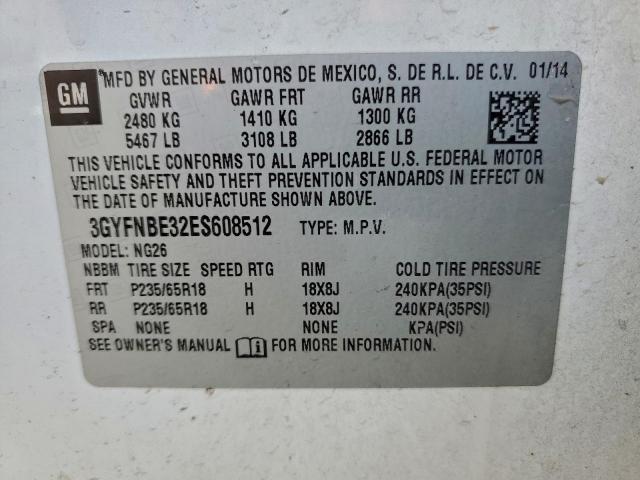 GM
®MFD BY GENERAL MOTORS DE MEXICO, S. DE R.L. DE C.V. 01/14
GVWR GAWR FRT GAWR RR
2480 KG 1410 KG 1300 KG
5467 LB 3108 LB 2866 LB
THIS VEHICLE CONFORMS TO ALL APPLICABLE U.S. FEDERAL MOTOR
VEHICLE SAFETY AND THEFT PREVENTION STANDARDS IN EFFECT ON
THE DATE OF MANUFACTURE SHOWN ABOVE.
3GYFNBE32ES608512 TYPE: M.P.V.
MODEL: NG26
NBBM TIRE SIZE SPEED RTG RIM COLD TIRE PRESSURE
FRT P235/65R18 H 18X8J 240KPA(35PSI)
RR P235/65R18 H 18X8J 240KPA(35PSI)
SPA NONE NONE KPA(PSI)
SEE OWNER'S MANUAL FOR MORE INFORMATION.